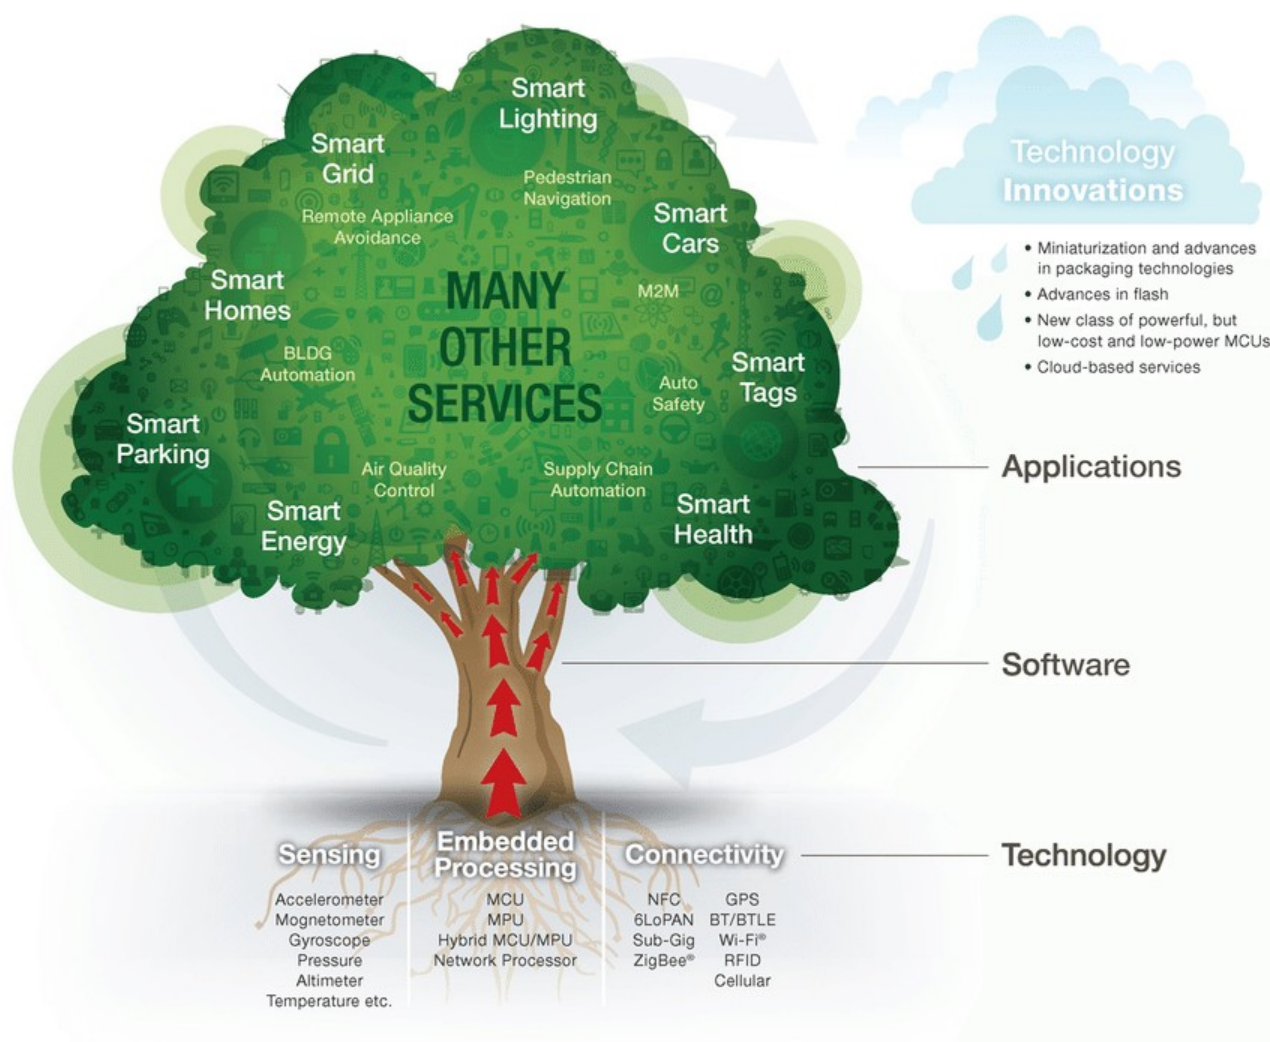 Smart
Lighting
Smart
Grid
Pedestrian
Navigation
Remote Appliance
Avoidance
Smart
Cars
Smart
Homes
M2M
MANY
OTHER
SERVICES
BLDG
Automation
Smart
Tags
Auto
Safety
Smart
Parking
Air Quality
Control
Supply Chain
Automation
Smart
Energy
Smart
Health
Technology
Innovations
• Miniaturization and advances
in packaging technologies
• Advances in flash
• New class of powerful, but
low-cost and low-power MCUs
• Cloud-based services
Applications
Software
Technology
Sensing
Accelerometer
Mognetometer
Gyroscope
Pressure
Altimeter
Temperature etc.
Embedded
Processing
MCU
MPU
Hybrid MCU/MPU
Network Processor
Connectivity
NFC
6LoPAN
Sub-Gig
ZigBee®
GPS
BT/BTLE
Wi-Fi®
RFID
Cellular